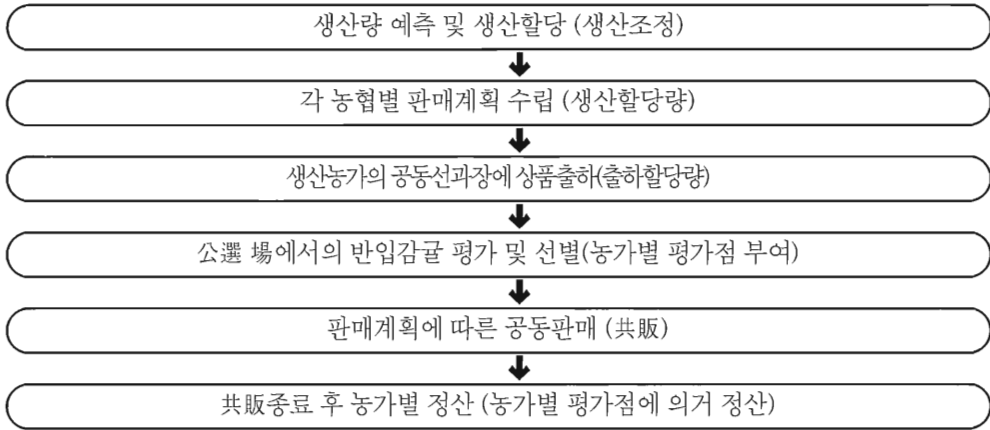 생산량 예측 및 생산할당 (생산조정)
각 농협별 판매계획 수립 (생산할당량)
생산농가의 공동선과장에 상품출하(출하할당량)
公選 場에서의 반입감귤 평가 및 선별(농가별 평가점 부여)
판매계획에 따른 공동판매 (共販)
共販종료 후 농가별 정산 (농가별 평가점에 의거 정산)